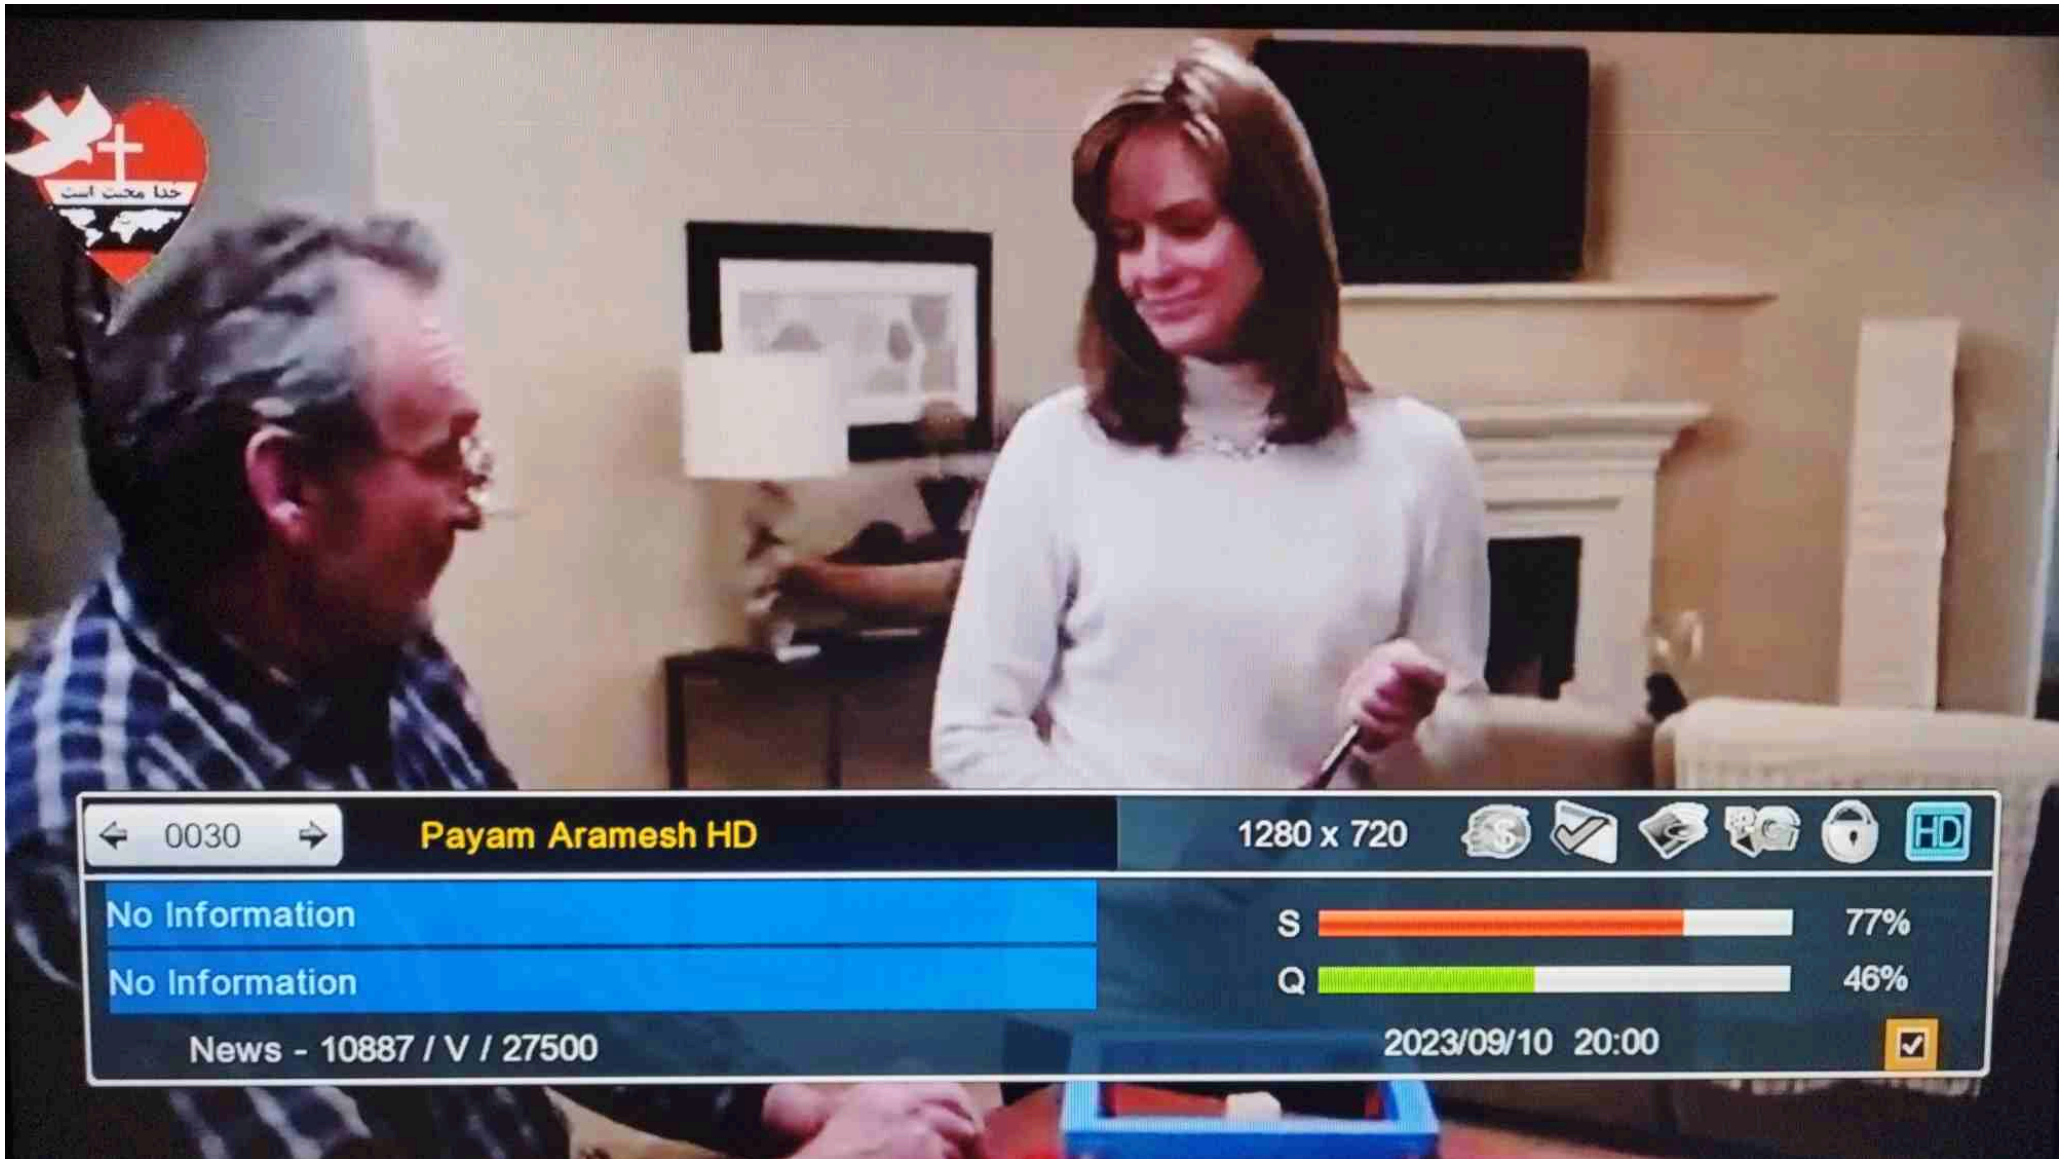 خدا محبت است
0030
Payam Aramesh HD
1280 x 720
HD
No Information
S 77%
No Information
Q 46%
News - 10887 / V / 27500
2023/09/10 20:00